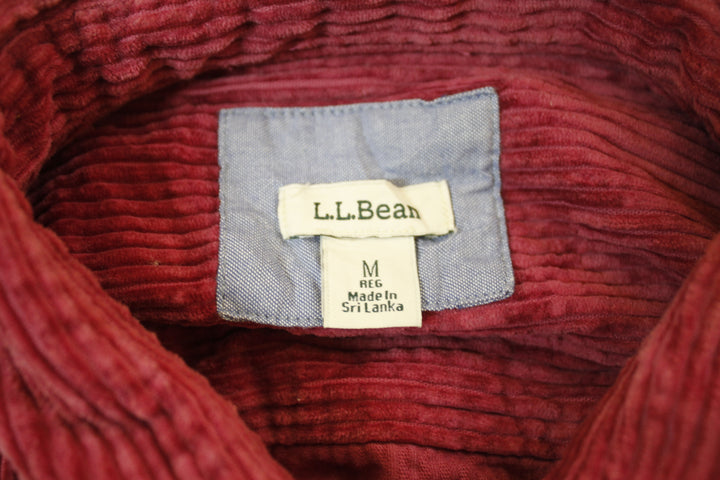 L.L.Bean
M
REG
Made In
Sri Lanka